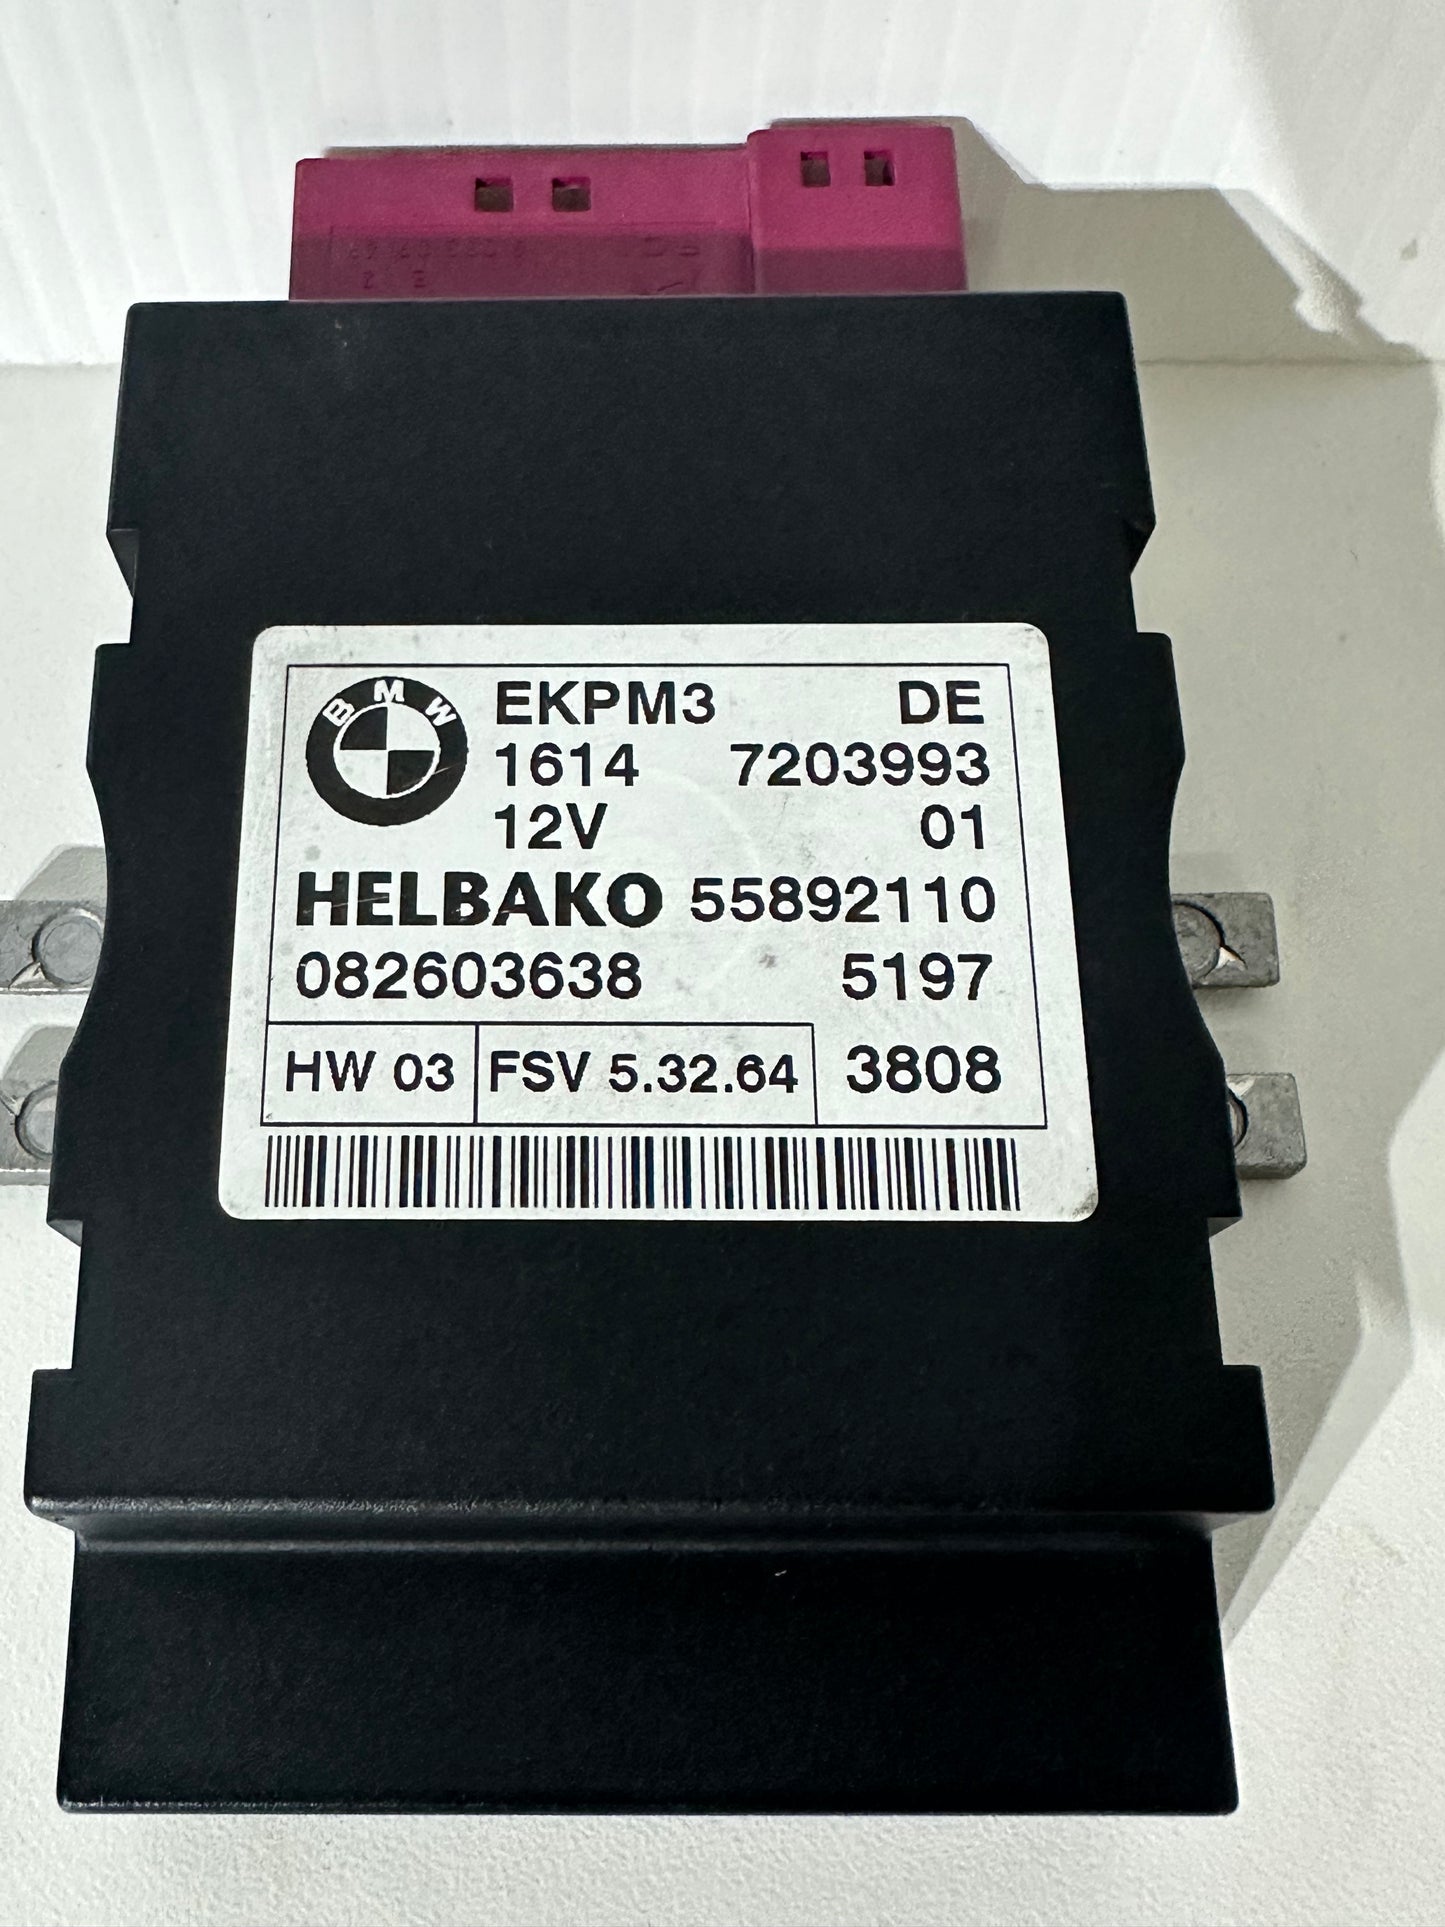 BMW
EKPM3 DE
1614 7203993
12V 01
HELBAKO 55892110
082603638 5197
HW 03 FSV 5.32.64 3808